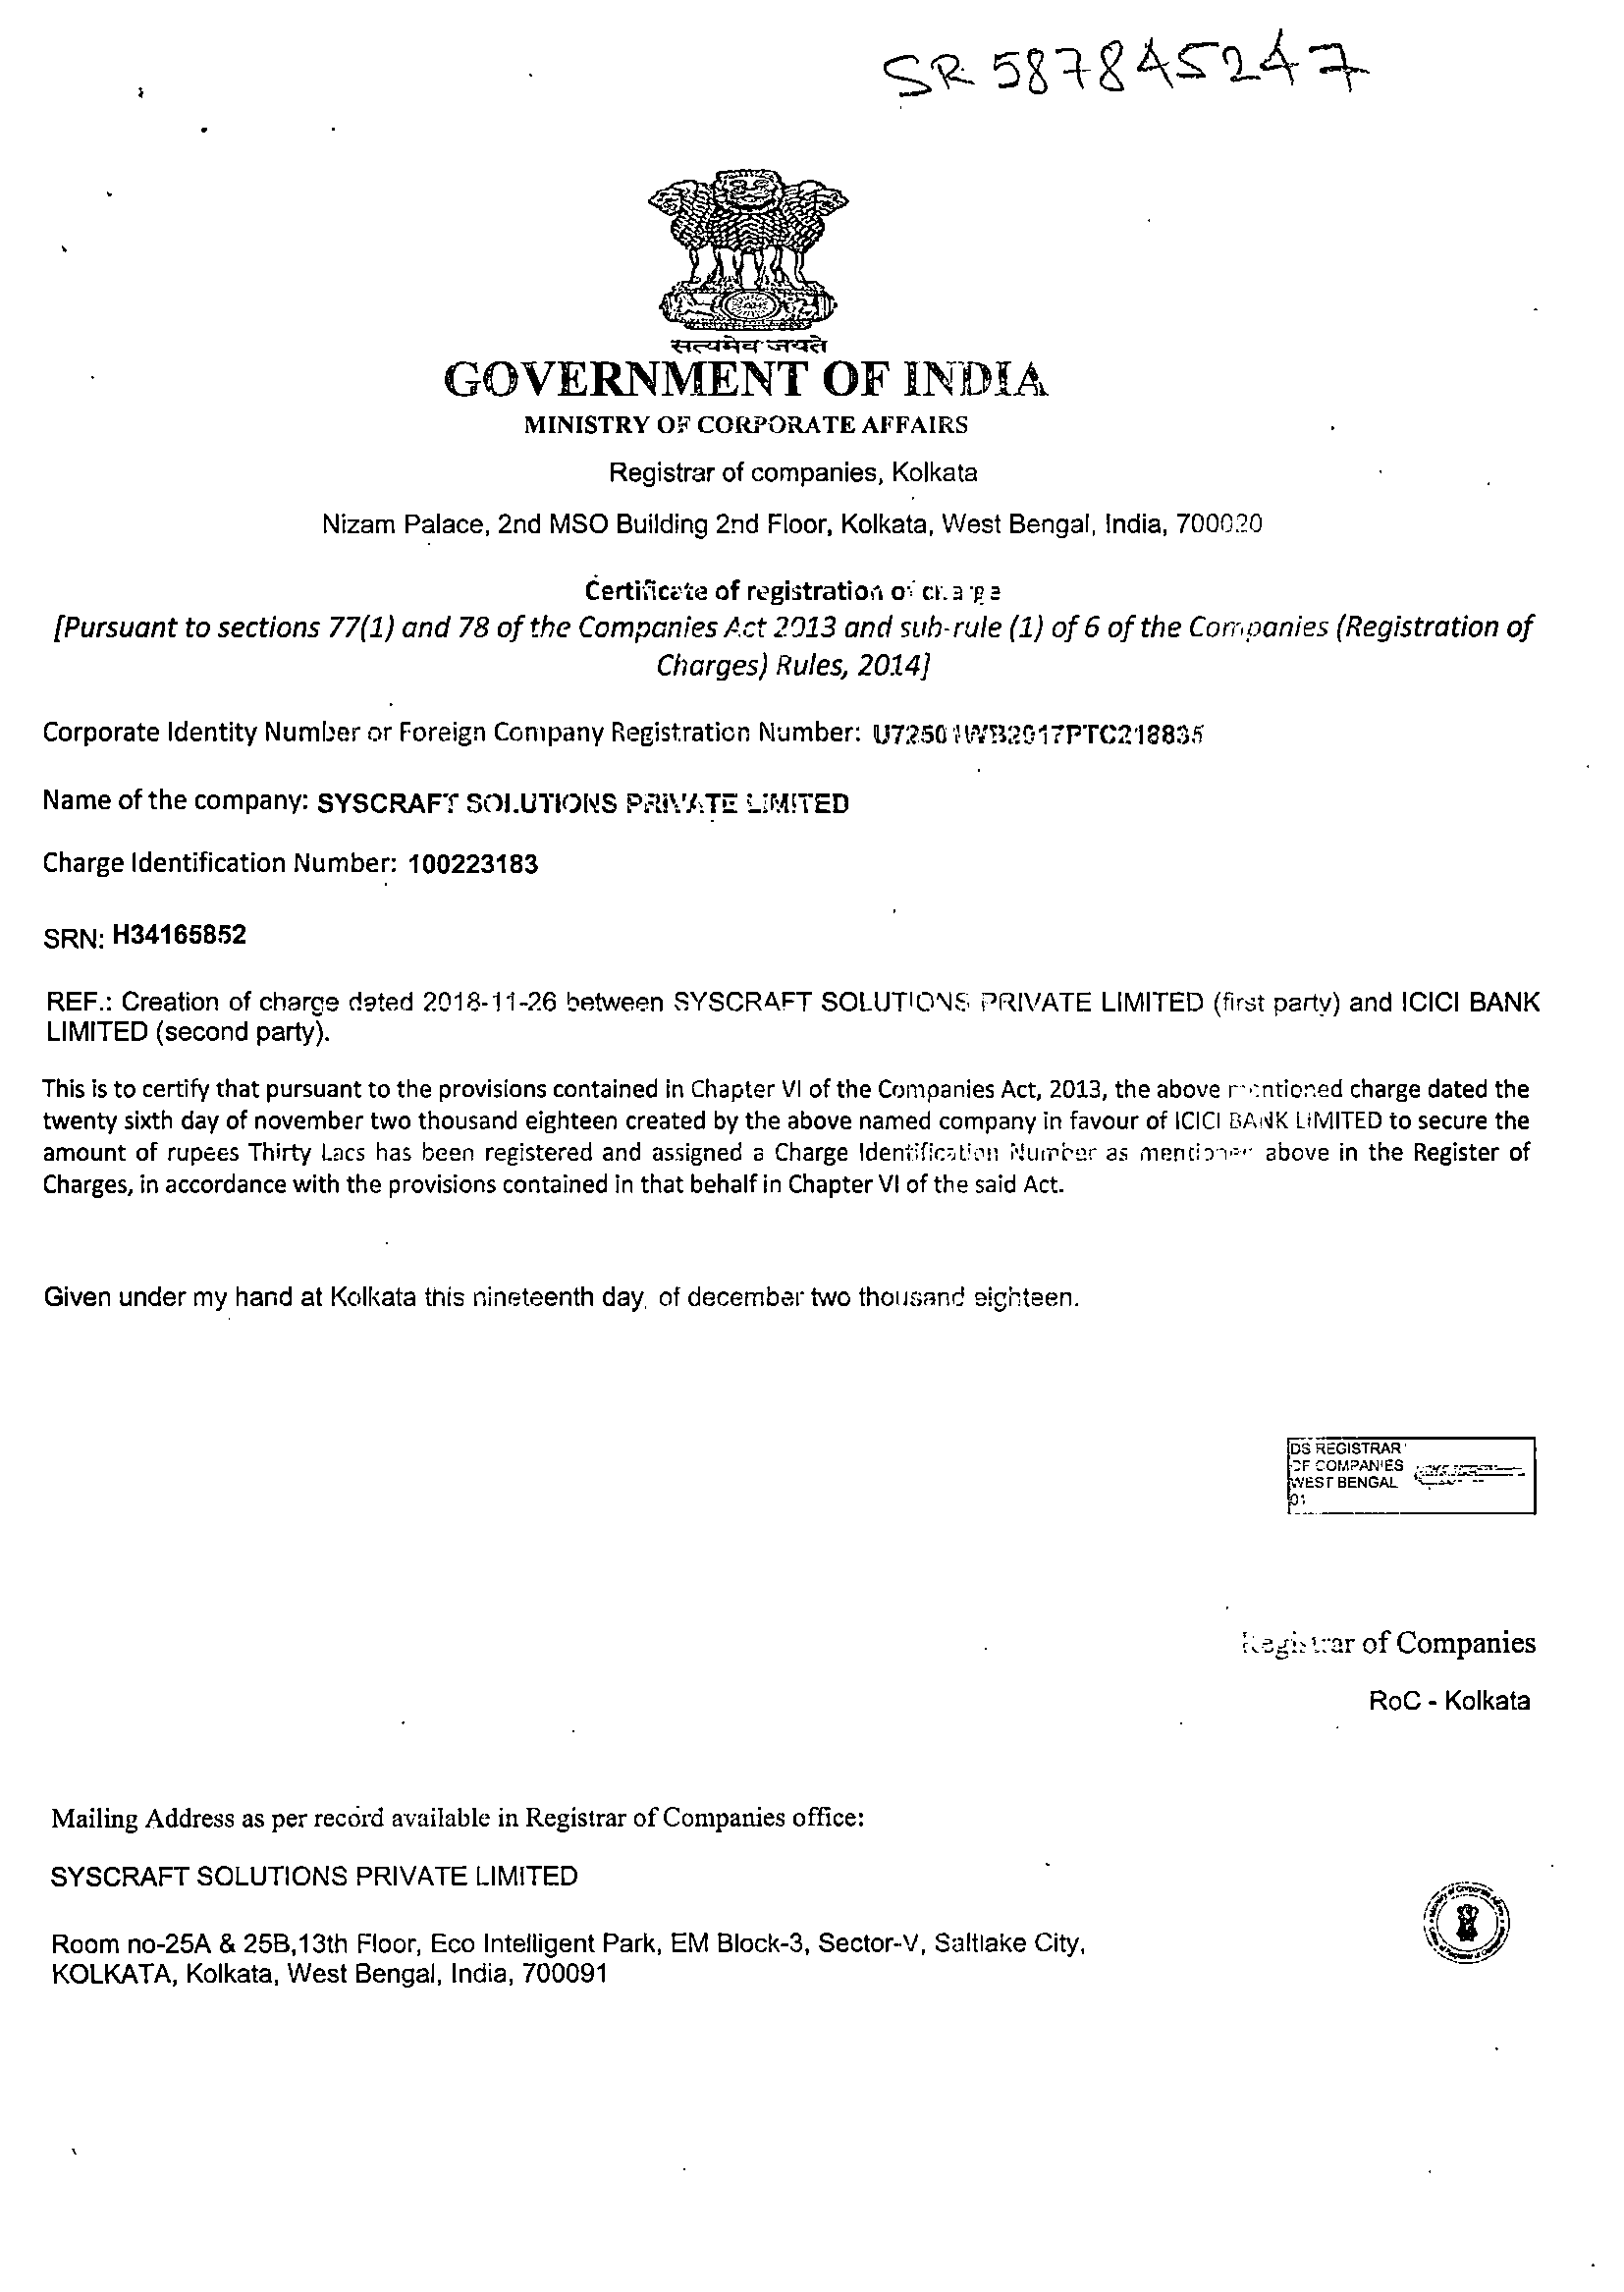 SR 587845247
सत्यमेव जयते
GOVERNMENT OF INDIA
MINISTRY OF CORPORATE AFFAIRS
Registrar of companies, Kolkata
Nizam Palace, 2nd MSO Building 2nd Floor, Kolkata, West Bengal, India, 700020
Certificate of registration of charge
[Pursuant to sections 77(1) and 78 of the Companies Act 2013 and sub-rule (1) of 6 of the Companies (Registration of
Charges) Rules, 2014]
Corporate Identity Number or Foreign Company Registration Number: U72501WB2017PTC218835
Name of the company: SYSCRAFT SOLUTIONS PRIVATE LIMITED
Charge Identification Number: 100223183
SRN: H34165852
REF.: Creation of charge dated 2018-11-26 between SYSCRAFT SOLUTIONS PRIVATE LIMITED (first party) and ICICI BANK
LIMITED (second party).
This is to certify that pursuant to the provisions contained in Chapter VI of the Companies Act, 2013, the above mentioned charge dated the
twenty sixth day of november two thousand eighteen created by the above named company in favour of ICICI BANK LIMITED to secure the
amount of rupees Thirty Lacs has been registered and assigned a Charge Identification Number as mentioned above in the Register of
Charges, in accordance with the provisions contained in that behalf in Chapter VI of the said Act.
Given under my hand at Kolkata this nineteenth day of december two thousand eighteen.
DS REGISTRAR
OF COMPANIES
WEST BENGAL
01
Registrar of Companies
RoC - Kolkata
Mailing Address as per record available in Registrar of Companies office:
SYSCRAFT SOLUTIONS PRIVATE LIMITED
Room no-25A & 25B,13th Floor, Eco Intelligent Park, EM Block-3, Sector-V, Saltlake City,
KOLKATA, Kolkata, West Bengal, India, 700091